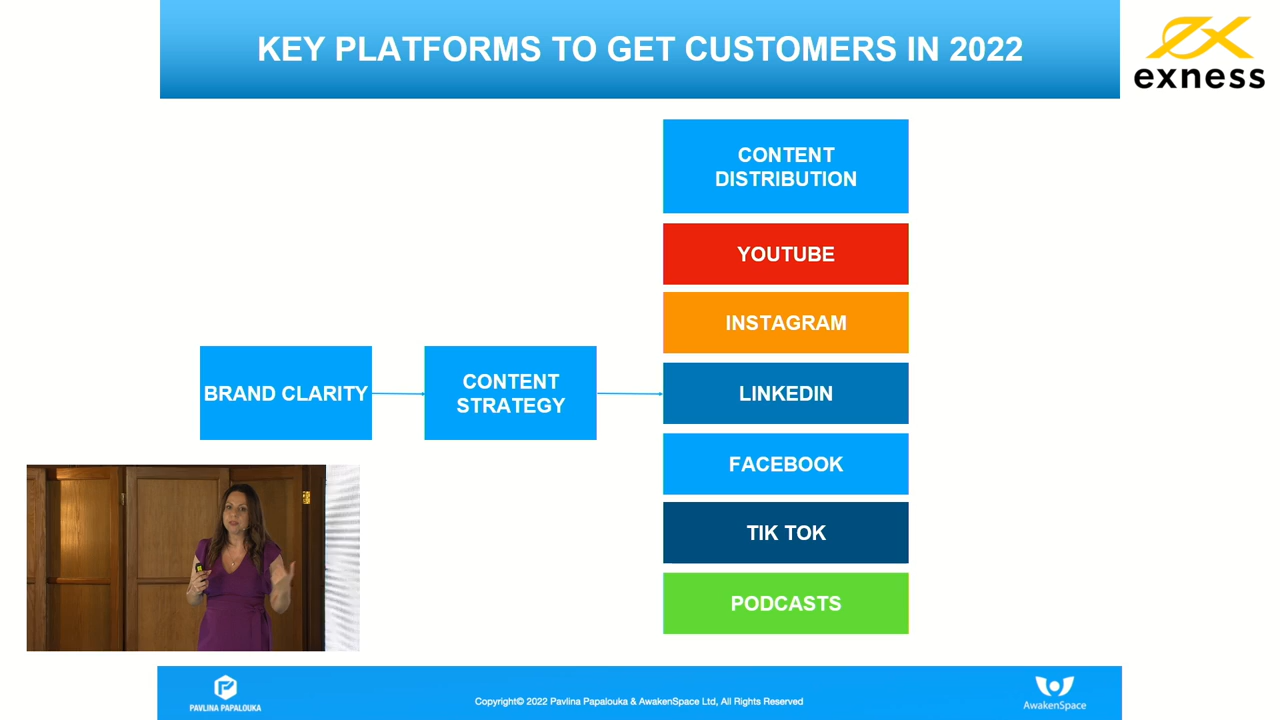 KEY PLATFORMS TO GET CUSTOMERS IN 2022
exness
CONTENT
DISTRIBUTION
YOUTUBE
INSTAGRAM
BRAND CLARITY
CONTENT
STRATEGY
LINKEDIN
FACEBOOK
TIK TOK
PODCASTS
PAVLINA PAPALOUKA
Copyright© 2022 Pavlina Papalouka & AwakenSpace Ltd, All Rights Reserved
AwakenSpace